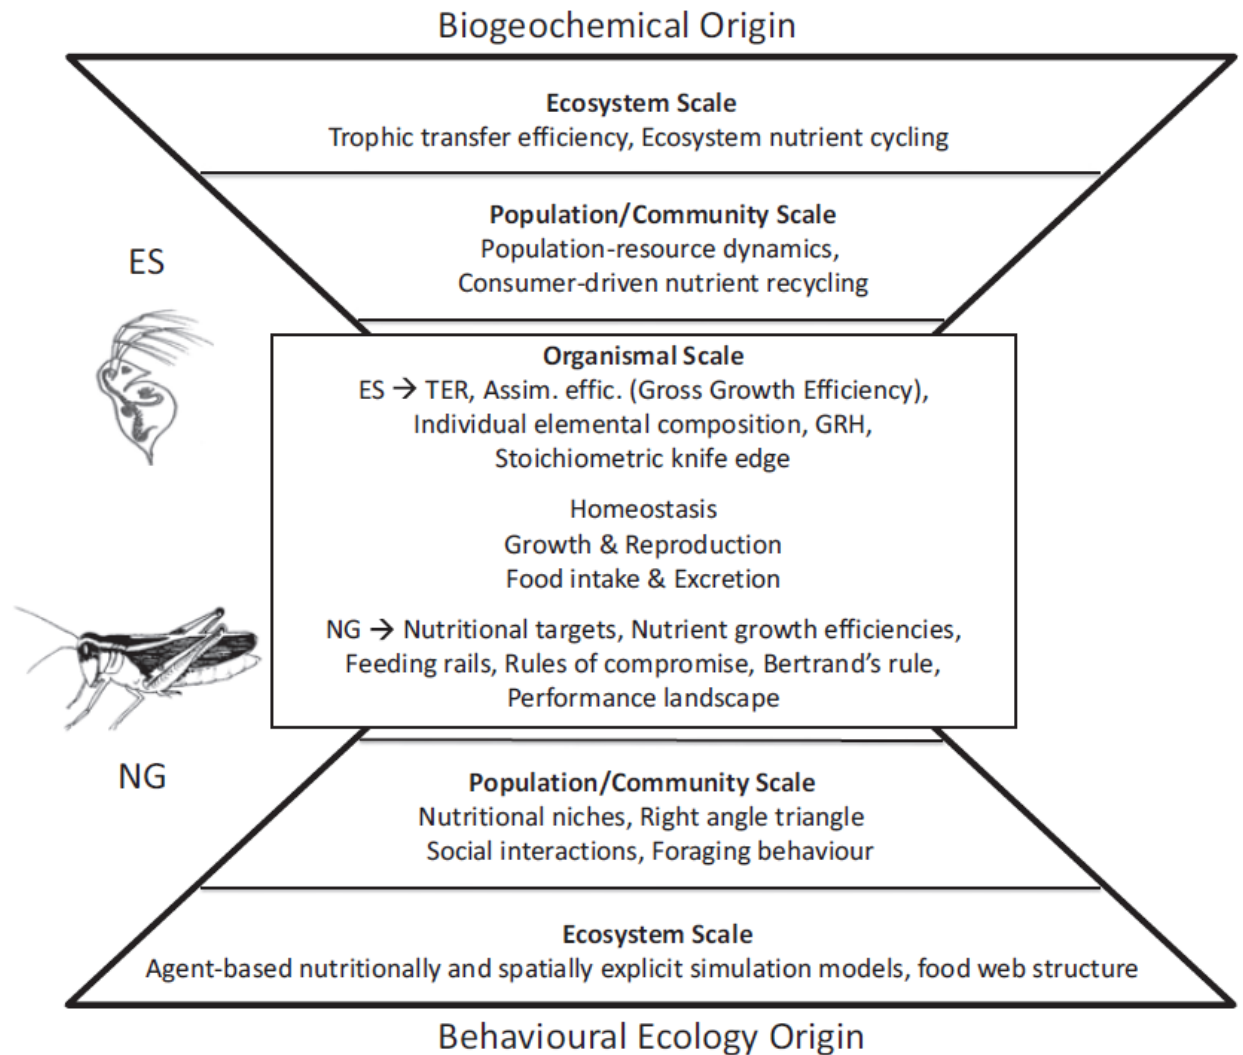 Biogeochemical Origin
Ecosystem Scale
Trophic transfer efficiency, Ecosystem nutrient cycling
Population/Community Scale
Population-resource dynamics,
Consumer-driven nutrient recycling
ES
Organismal Scale
ES → TER, Assim. effic. (Gross Growth Efficiency),
Individual elemental composition, GRH,
Stoichiometric knife edge
Homeostasis
Growth & Reproduction
Food intake & Excretion
NG → Nutritional targets, Nutrient growth efficiencies,
Feeding rails, Rules of compromise, Bertrand’s rule,
Performance landscape
NG
Population/Community Scale
Nutritional niches, Right angle triangle
Social interactions, Foraging behaviour
Ecosystem Scale
Agent-based nutritionally and spatially explicit simulation models, food web structure
Behavioural Ecology Origin